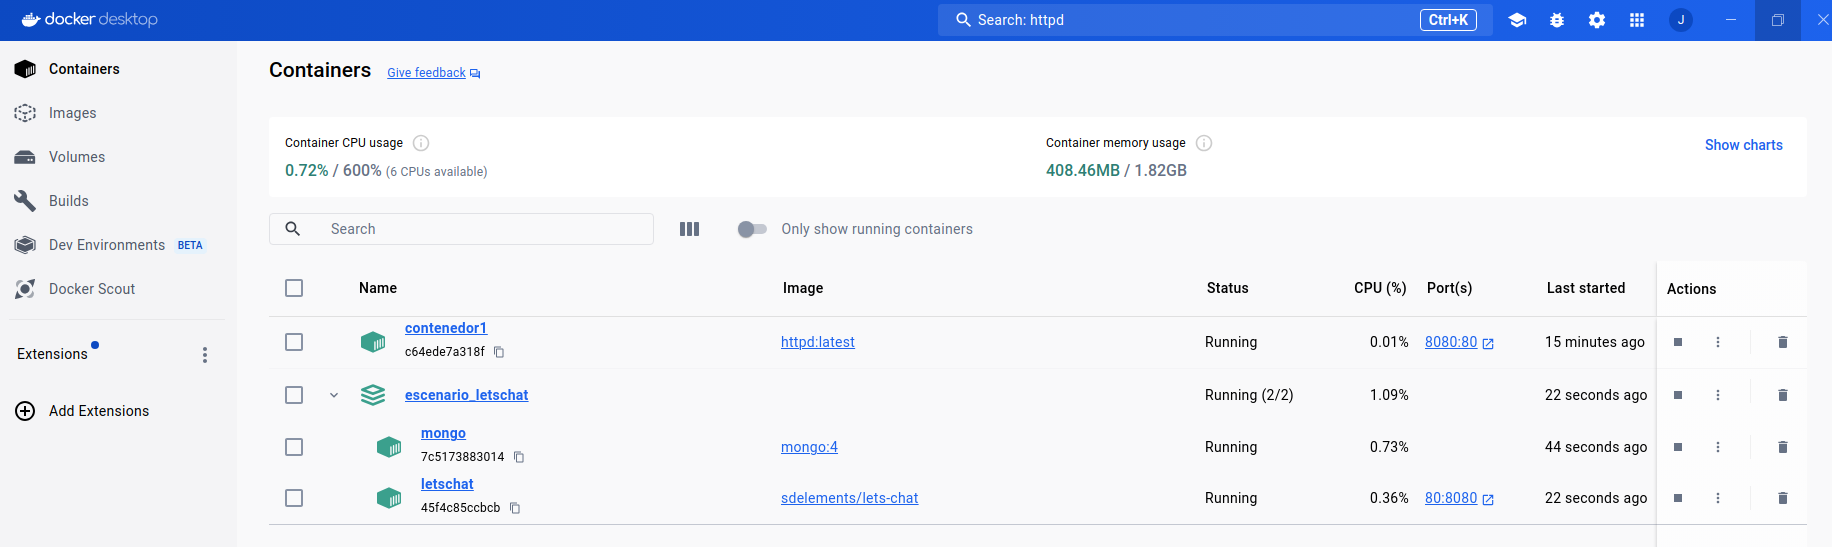 docker desktop
Search: httpd
Ctrl+K
J
Containers
Images
Volumes
Builds
Dev Environments BETA
Docker Scout
Extensions
Add Extensions
Containers Give feedback
Container CPU usage
0.72% / 600% (6 CPUs available)
Container memory usage
408.46MB / 1.82GB
Show charts
Search
Only show running containers
Name Image Status CPU (%) Port(s) Last started Actions
contenedor1
c64ede7a318f
httpd:latest Running 0.01% 8080:80 15 minutes ago
escenario_letschat Running (2/2) 1.09% 22 seconds ago
mongo
7c5173883014
mongo:4 Running 0.73% 44 seconds ago
letschat
45f4c85ccbcb
sdelements/lets-chat Running 0.36% 80:8080 22 seconds ago